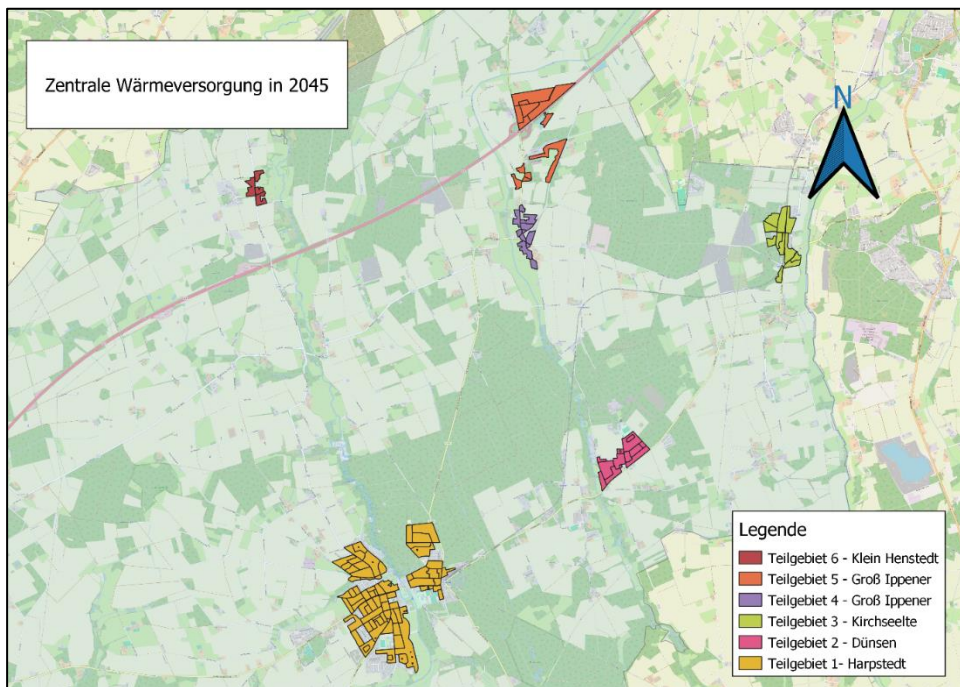 Zentrale Wärmeversorgung in 2045
N
Legende
Teilgebiet 6 - Klein Henstedt
Teilgebiet 5 - Groß Ippener
Teilgebiet 4 - Groß Ippener
Teilgebiet 3 - Kirchseelte
Teilgebiet 2 - Dünsen
Teilgebiet 1- Harpstedt